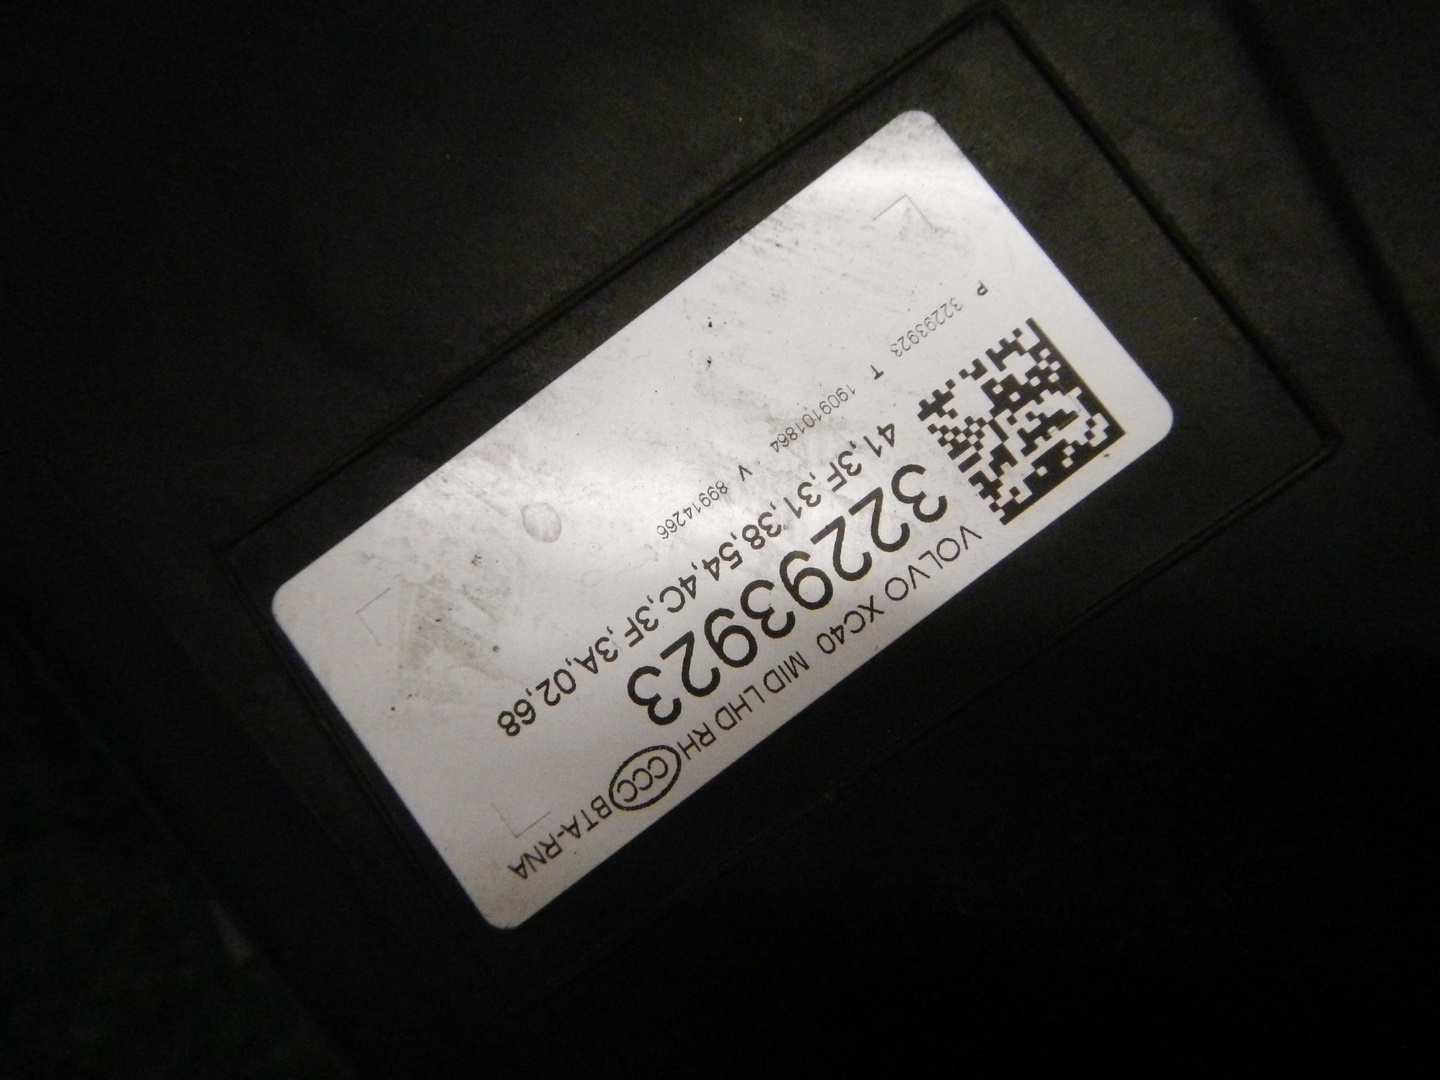 VOLVO XC40 MID LHD RH CCC BTA-RNA
32293923
41,3F,31,38,54,4C,3F,3A,02,68
P 32293923 T 1909101864 V 89914266